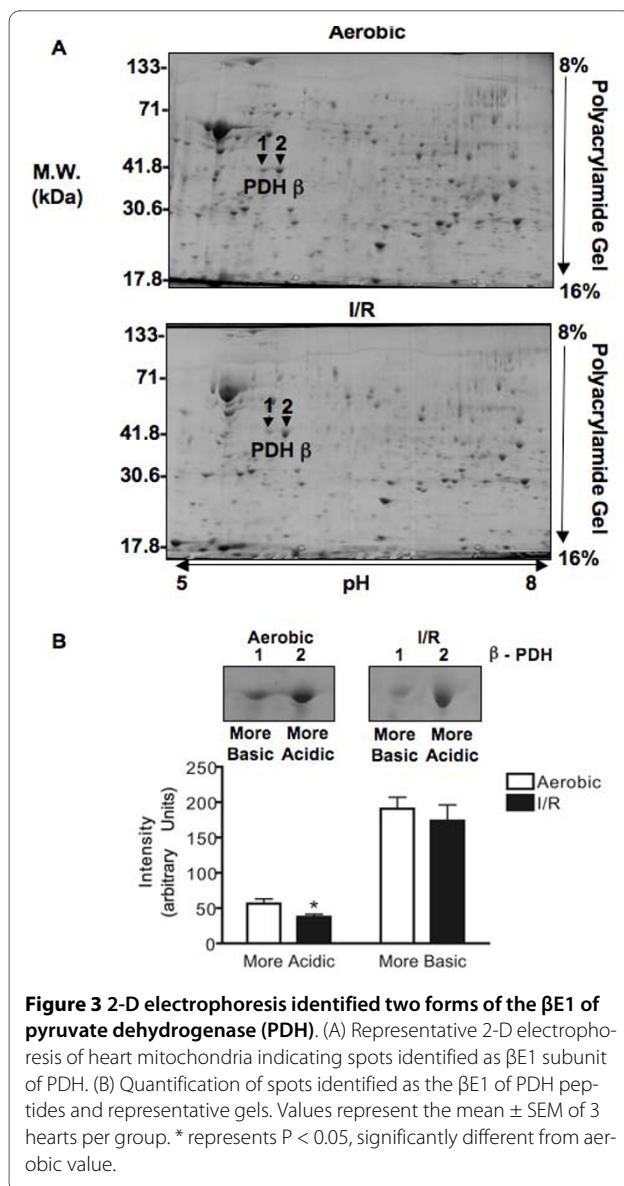 A
Aerobic
133-
71-
41.8-
30.6-
17.8-
M.W.
(kDa)
1 2
PDH β
8%
Polyacrylamide Gel
16%
I/R
133-
71-
41.8-
30.6-
17.8-
1 2
PDH β
8%
Polyacrylamide Gel
16%
5 pH 8
B
Aerobic I/R
1 2 1 2 β - PDH
More More More More
Basic Acidic Basic Acidic
Intensity
(arbitrary Units)
250
200
150
100
50
0
*
Aerobic
I/R
More Acidic More Basic
Figure 3 2-D electrophoresis identified two forms of the βE1 of
pyruvate dehydrogenase (PDH). (A) Representative 2-D electropho-
resis of heart mitochondria indicating spots identified as βE1 subunit
of PDH. (B) Quantification of spots identified as the βE1 of PDH pep-
tides and representative gels. Values represent the mean ± SEM of 3
hearts per group. * represents P < 0.05, significantly different from aer-
obic value.